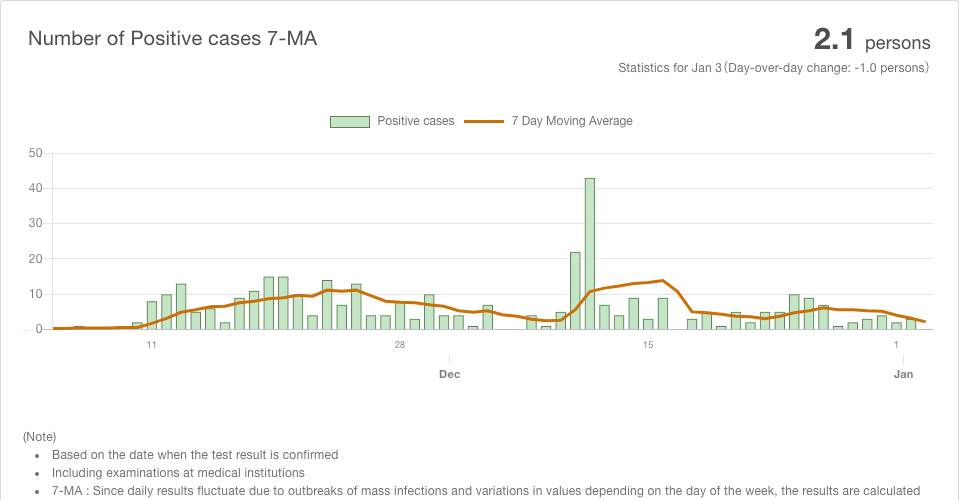 Number of Positive cases 7-MA
2.1 persons
Statistics for Jan 3 (Day-over-day change: -1.0 persons)
Positive cases
7 Day Moving Average
50
40
30
20
10
0
11
28
15
1
Dec
Jan
(Note)
• Based on the date when the test result is confirmed
• Including examinations at medical institutions
• 7-MA : Since daily results fluctuate due to outbreaks of mass infections and variations in values depending on the day of the week, the results are calculated